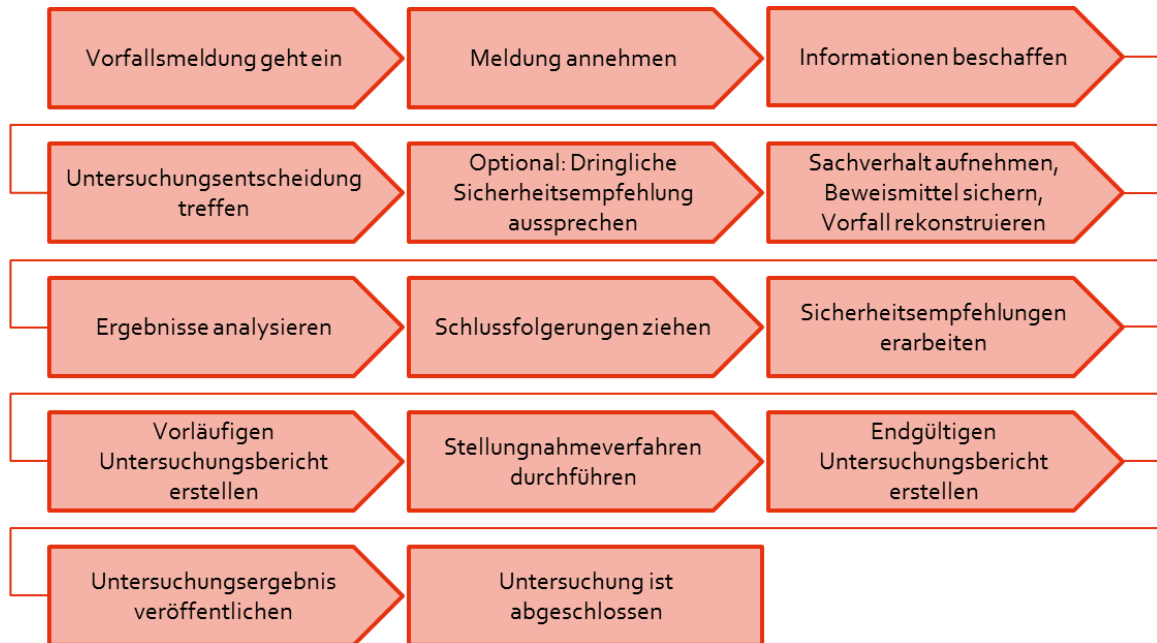 Vorfallsmeldung geht ein
Meldung annehmen
Informationen beschaffen
Untersuchungsentscheidung
treffen
Optional: Dringliche
Sicherheitsempfehlung
aussprechen
Sachverhalt aufnehmen,
Beweismittel sichern,
Vorfall rekonstruieren
Ergebnisse analysieren
Schlussfolgerungen ziehen
Sicherheitsempfehlungen
erarbeiten
Vorläufigen
Untersuchungsbericht
erstellen
Stellungnahmeverfahren
durchführen
Endgültigen
Untersuchungsbericht
erstellen
Untersuchungsergebnis
veröffentlichen
Untersuchung ist
abgeschlossen